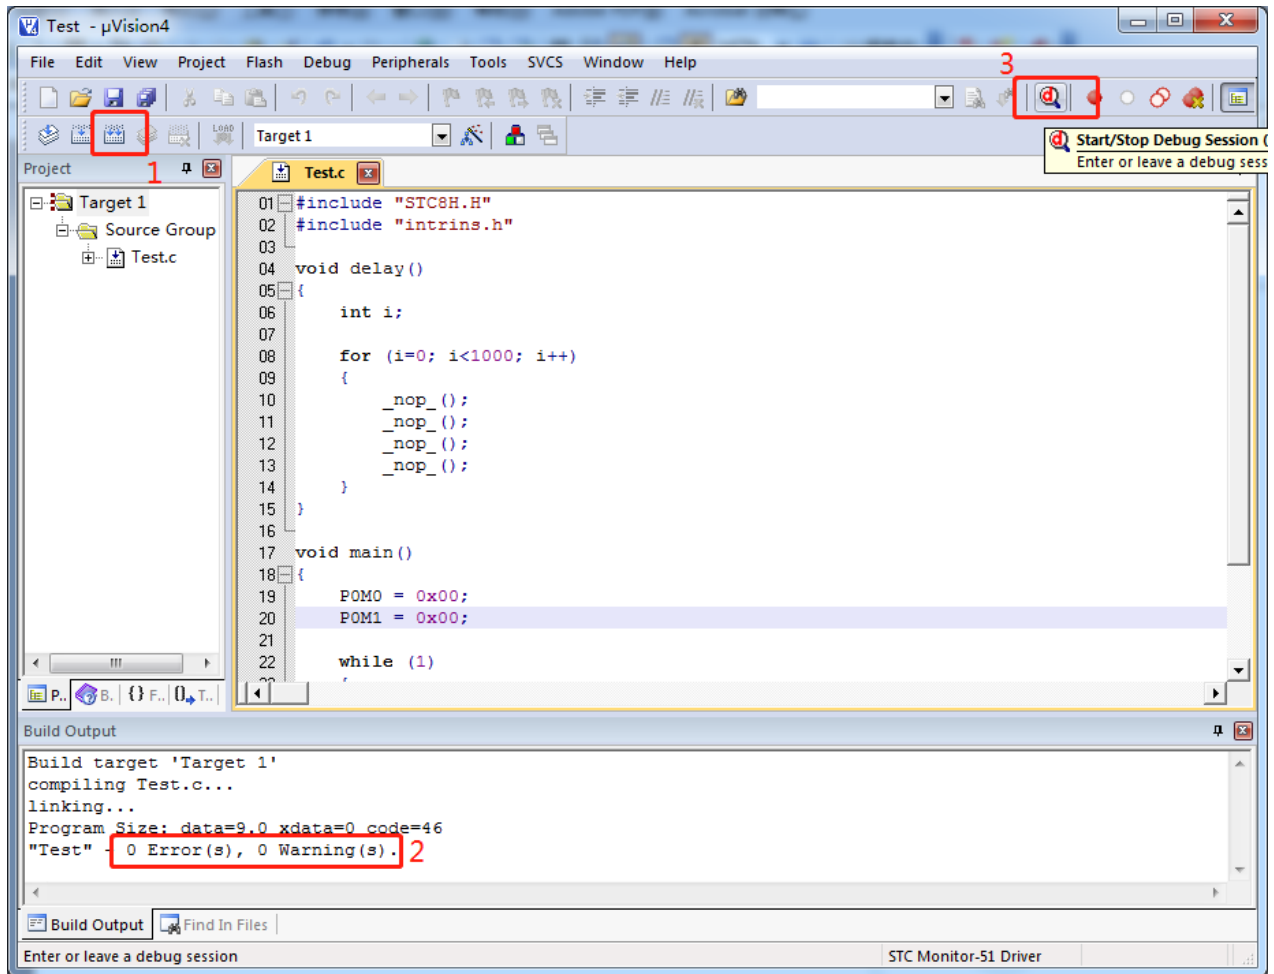 Test - µVision4
File Edit View Project Flash Debug Peripherals Tools SVCS Window Help
3
LOAD
Target 1
Start/Stop Debug Session (
Enter or leave a debug sess
Project
1
Test.c
Target 1
Source Group
Test.c
01 #include "STC8H.H"
02 #include "intrins.h"
03
04 void delay()
05 {
06 int i;
07
08 for (i=0; i<1000; i++)
09 {
10 _nop_();
11 _nop_();
12 _nop_();
13 _nop_();
14 }
15 }
16
17 void main()
18 {
19 P0M0 = 0x00;
20 P0M1 = 0x00;
21
22 while (1)
P.. B. {} F.. 0 T..
Build Output
Build target 'Target 1'
compiling Test.c...
linking...
Program Size: data=9.0 xdata=0 code=46
"Test" - 0 Error(s), 0 Warning(s).
2
Build Output Find In Files
Enter or leave a debug session STC Monitor-51 Driver